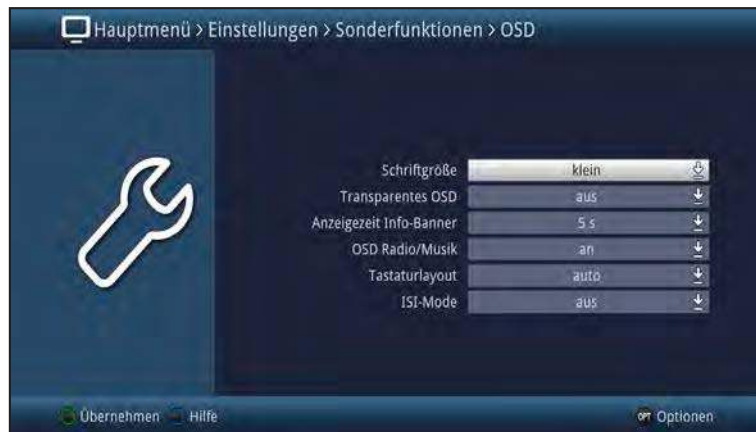 Hauptmenü > Einstellungen > Sonderfunktionen > OSD
Schriftgröße klein
Transparentes OSD aus
Anzeigezeit Info-Banner 5 s
OSD Radio/Musik an
Tastaturlayout auto
ISI-Mode aus
Übernehmen Hilfe OPT Optionen